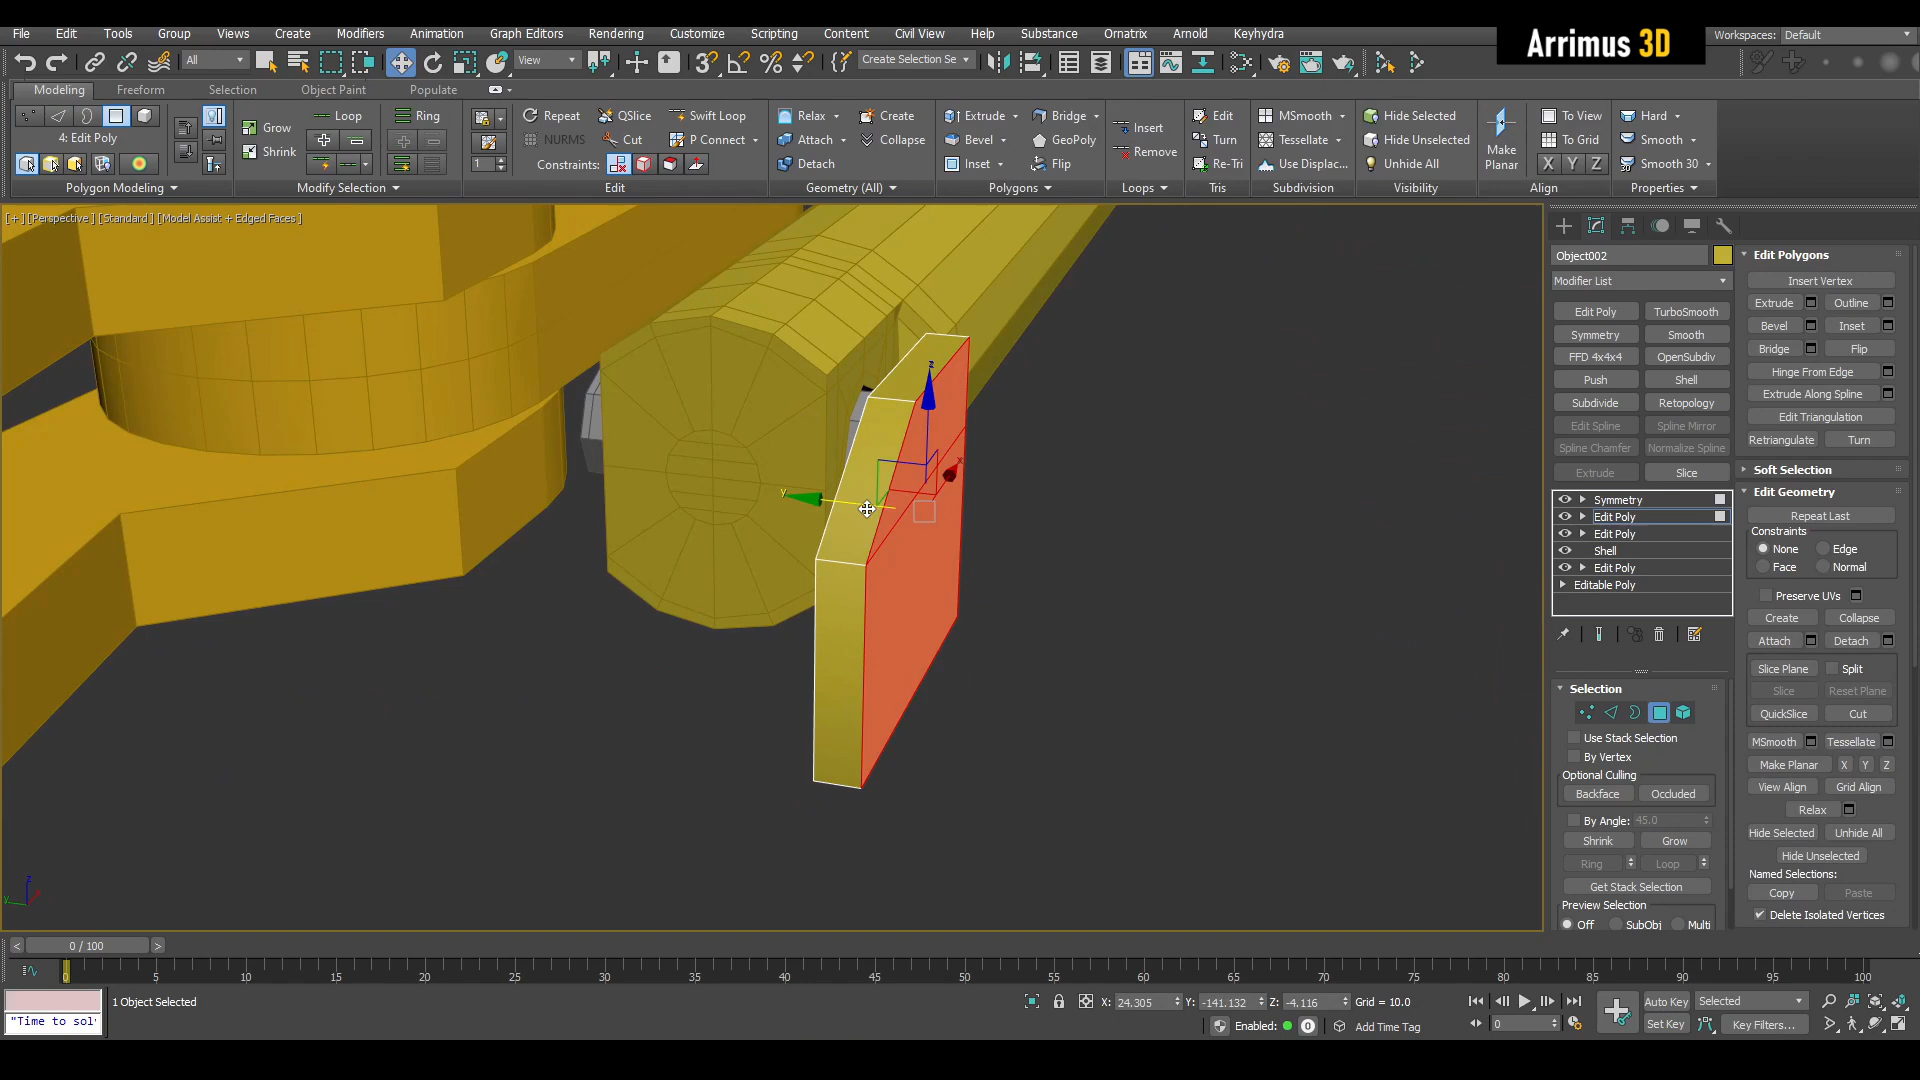 File Edit Tools Group Views Create Modifiers Animation Graph Editors Rendering Customize Scripting Content Civil View Help Substance Ornatrix Arnold Keyhydra
Arrimus 3D
Workspaces: Default
All View Create Selection Se
Modeling Freeform Selection Object Paint Populate
4: Edit Poly
Polygon Modeling
Grow Shrink Loop Ring
Modify Selection
1
Repeat QSlice Swift Loop
NURMS Cut P Connect
Constraints:
Edit
Relax Create
Attach Collapse
Detach
Geometry (All)
Extrude Bridge
Bevel GeoPoly
Inset Flip
Polygons
Insert
Remove
Loops
Edit
Turn
Re-Tri
Tris
MSmooth
Tessellate
Use Displac...
Subdivision
Hide Selected
Hide Unselected
Unhide All
Visibility
Make Planar
To View
To Grid
X Y Z
Align
Hard
Smooth
Smooth 30
Properties
[+] [Perspective] [Standard] [Model Assist + Edged Faces]
z
x
y
z
y
Object002
Modifier List
Edit Poly TurboSmooth
Symmetry Smooth
FFD 4x4x4 OpenSubdiv
Push Shell
Subdivide Retopology
Edit Spline Spline Mirror
Spline Chamfer Normalize Spline
Extrude Slice
Symmetry
Edit Poly
Edit Poly
Shell
Edit Poly
Editable Poly
Selection
Use Stack Selection
By Vertex
Optional Culling
Backface Occluded
By Angle: 45.0
Shrink Grow
Ring Loop
Get Stack Selection
Preview Selection
Off SubObj Multi
Edit Polygons
Insert Vertex
Extrude Outline
Bevel Inset
Bridge Flip
Hinge From Edge
Extrude Along Spline
Edit Triangulation
Retriangulate Turn
Soft Selection
Edit Geometry
Repeat Last
Constraints
None Edge
Face Normal
Preserve UVs
Create Collapse
Attach Detach
Slice Plane Split
Slice Reset Plane
QuickSlice Cut
MSmooth Tessellate
Make Planar X Y Z
View Align Grid Align
Relax
Hide Selected Unhide All
Hide Unselected
Named Selections:
Copy Paste
Delete Isolated Vertices
< 0 / 100 >
0 5 10 15 20 25 30 35 40 45 50 55 60 65 70 75 80 85 90 95 100
1 Object Selected
"Time to sol
X: 24.305 Y: -141.132 Z: -4.116 Grid = 10.0
Enabled: 0 Add Time Tag
0
Auto Key Selected
Set Key Key Filters...